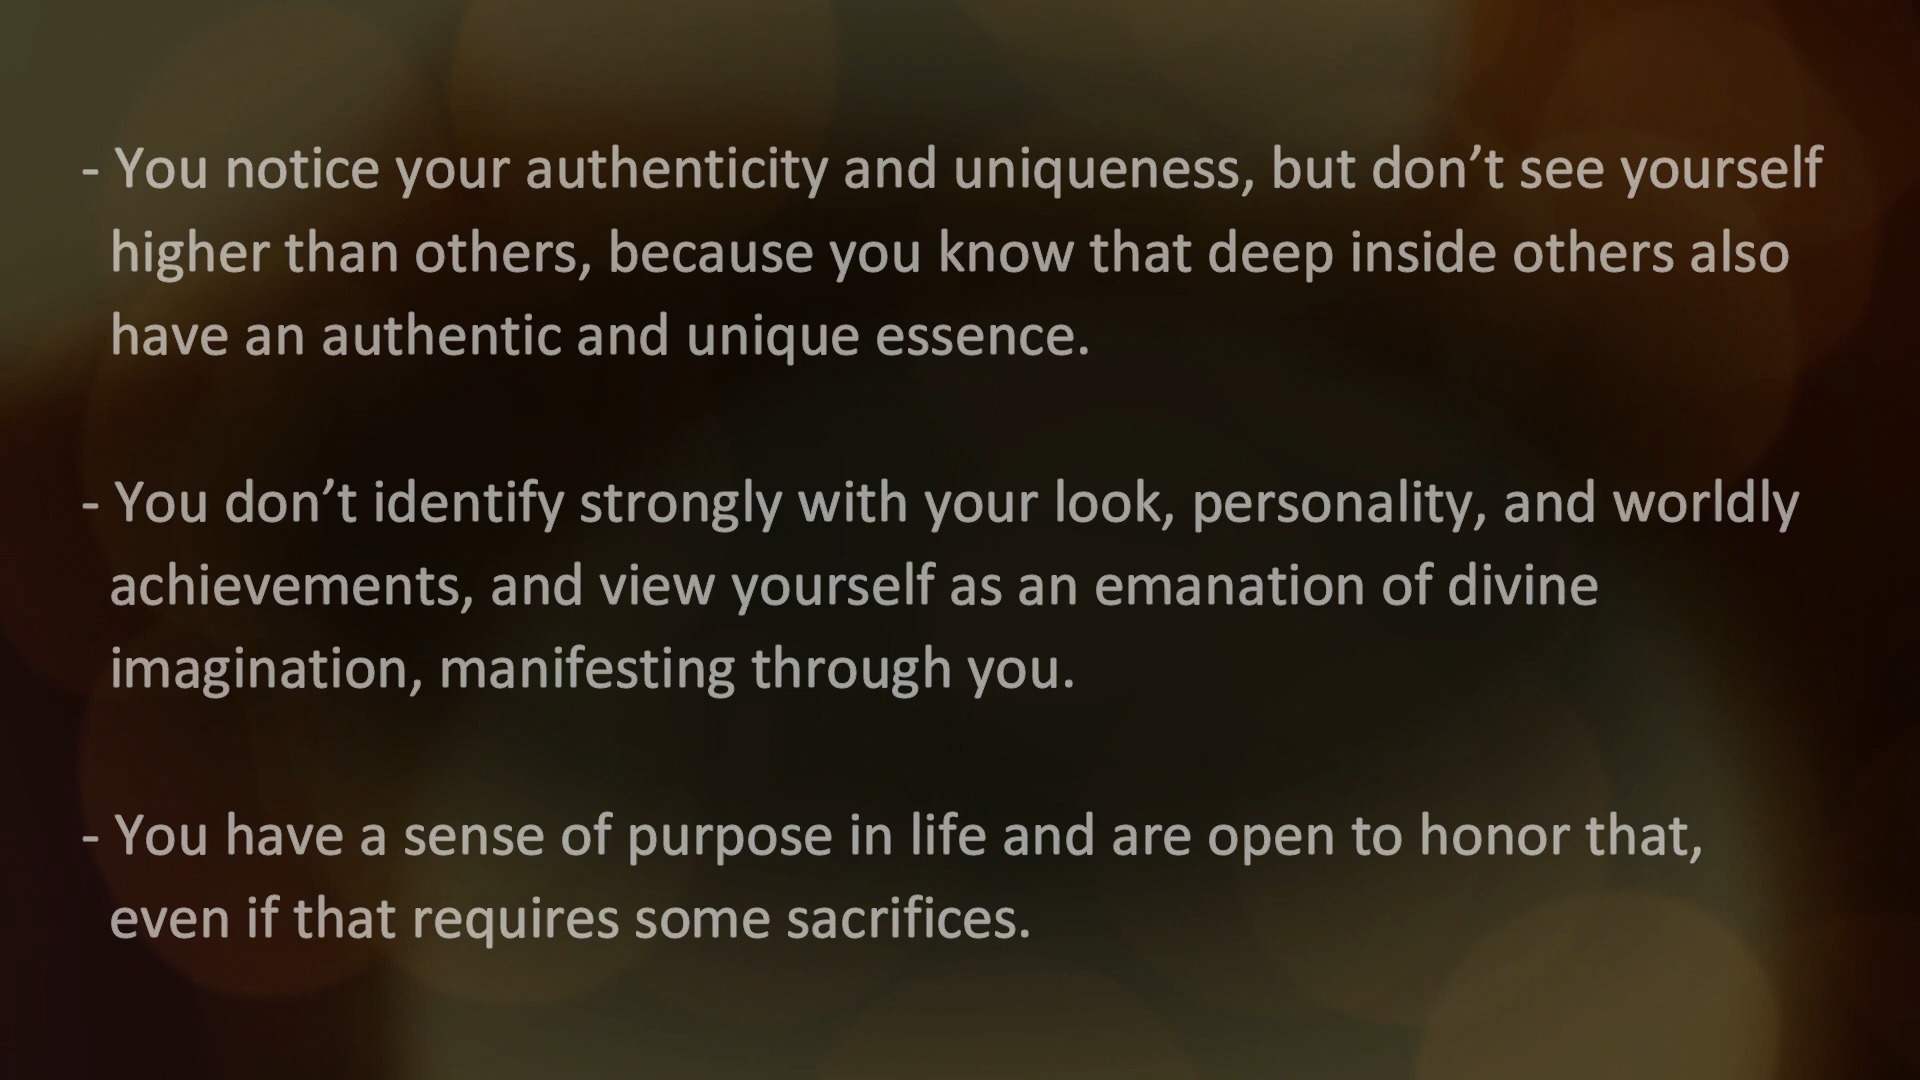 - You notice your authenticity and uniqueness, but don’t see yourself
higher than others, because you know that deep inside others also
have an authentic and unique essence.
- You don’t identify strongly with your look, personality, and worldly
achievements, and view yourself as an emanation of divine
imagination, manifesting through you.
- You have a sense of purpose in life and are open to honor that,
even if that requires some sacrifices.